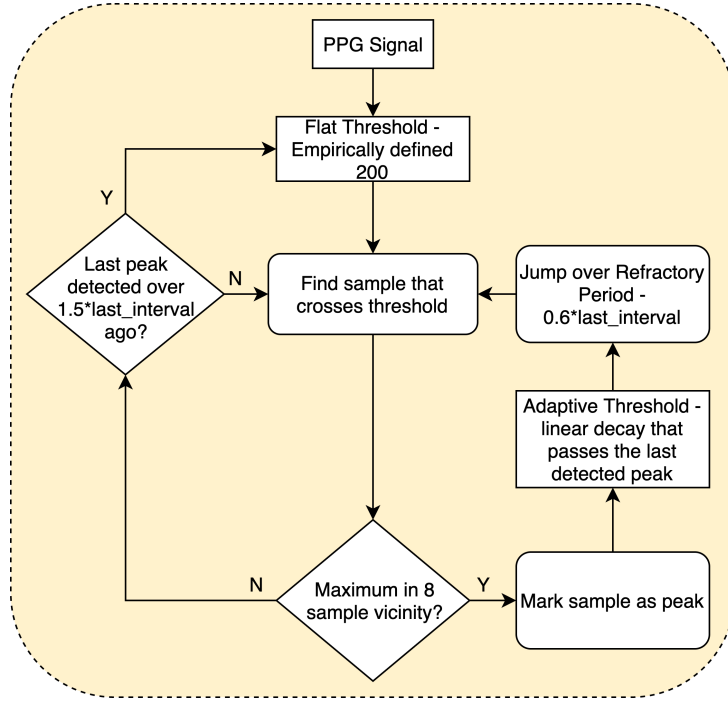 PPG Signal
Flat Threshold -
Empirically defined
200
Y
Last peak
detected over
1.5*last_interval
ago?
N
Find sample that
crosses threshold
Jump over Refractory
Period -
0.6*last_interval
Adaptive Threshold -
linear decay that
passes the last
detected peak
N
Maximum in 8
sample vicinity?
Y
Mark sample as peak